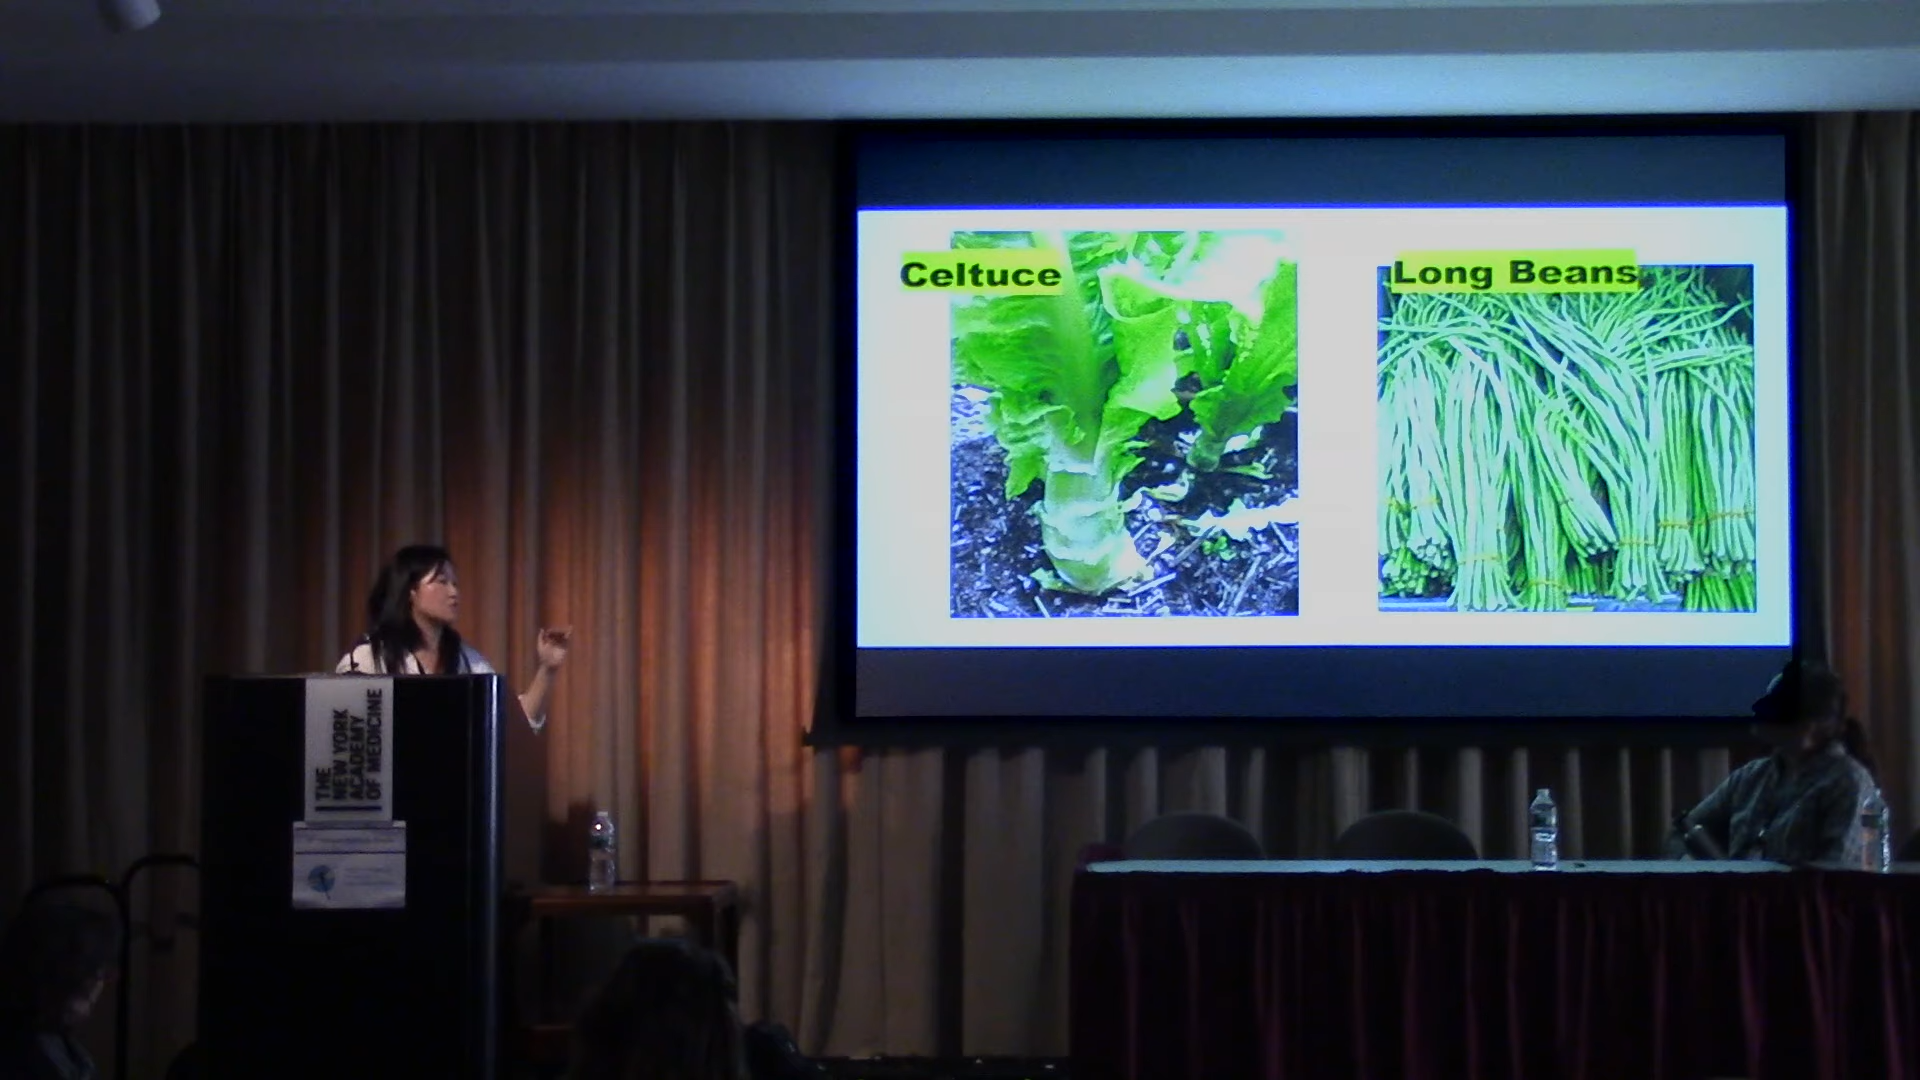 Celtuce
Long Beans
THE
NEW YORK
ACADEMY
OF MEDICINE